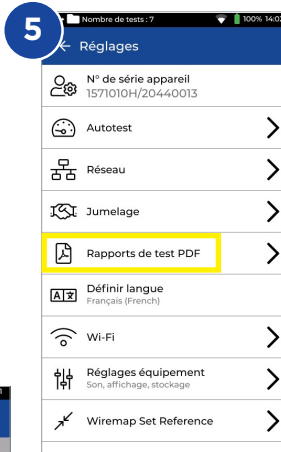 5
Nombre de tests : 7 100% 14:02
Réglages
N° de série appareil
1571010H/20440013
Autotest
Réseau
Jumelage
Rapports de test PDF
Définir langue
Français (French)
Wi-Fi
Réglages équipement
Son, affichage, stockage
Wiremap Set Reference